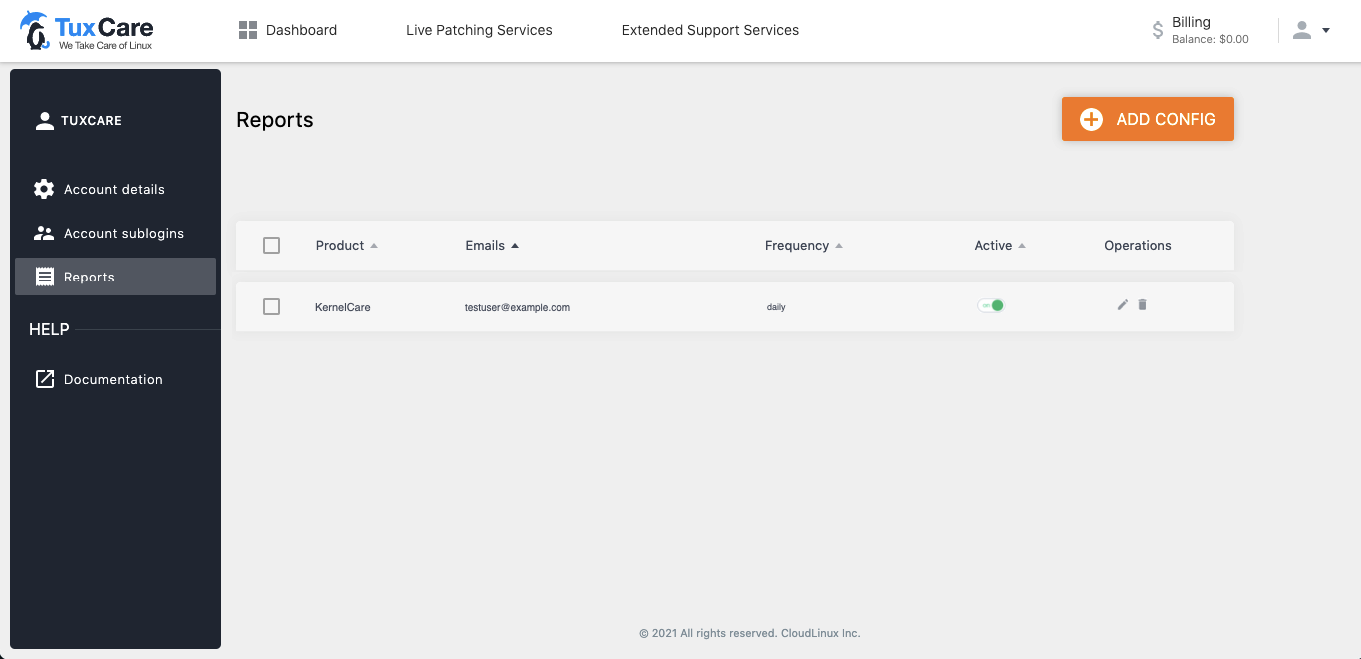 TuxCare
We Take Care of Linux
Dashboard
Live Patching Services
Extended Support Services
Billing
Balance: $0.00
TUXCARE
Account details
Account sublogins
Reports
HELP
Documentation
Reports
ADD CONFIG
Product
Emails
Frequency
Active
Operations
KernelCare
testuser@example.com
daily
© 2021 All rights reserved. CloudLinux Inc.